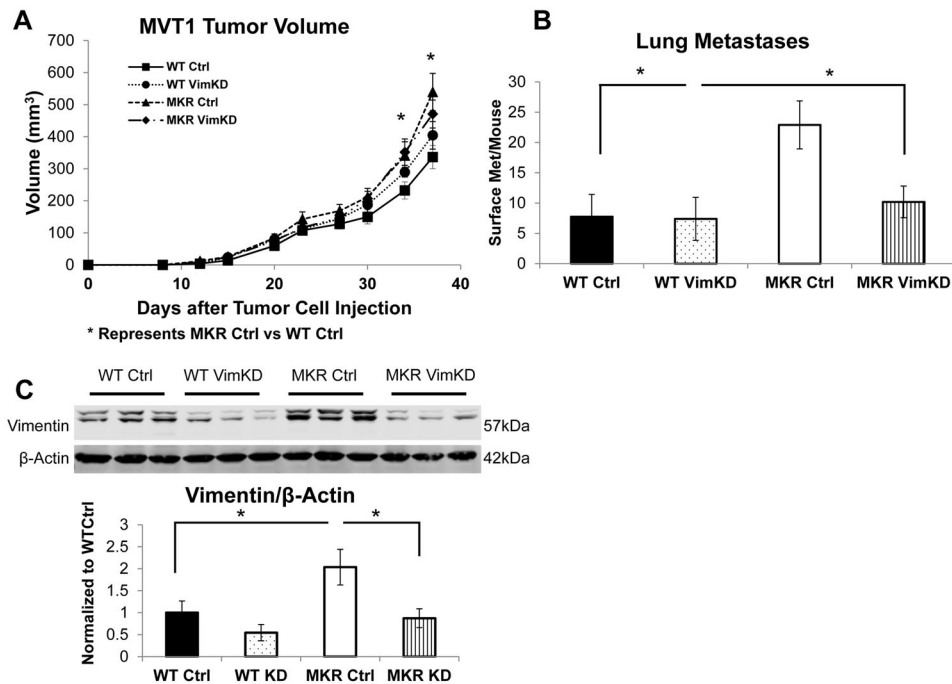 A
MVT1 Tumor Volume
700
600
500
400
300
200
100
0
Volume (mm³)
WT Ctrl
WT VimKD
MKR Ctrl
MKR VimKD
*
*
0
10
20
30
40
Days after Tumor Cell Injection
* Represents MKR Ctrl vs WT Ctrl
B
Lung Metastases
*
*
30
25
20
15
10
5
0
Surface Met/Mouse
WT Ctrl
WT VimKD
MKR Ctrl
MKR VimKD
C
WT Ctrl
WT VimKD
MKR Ctrl
MKR VimKD
Vimentin
57kDa
β-Actin
42kDa
Vimentin/β-Actin
*
*
3
2.5
2
1.5
1
0.5
0
Normalized to WTCtrl
WT Ctrl
WT KD
MKR Ctrl
MKR KD